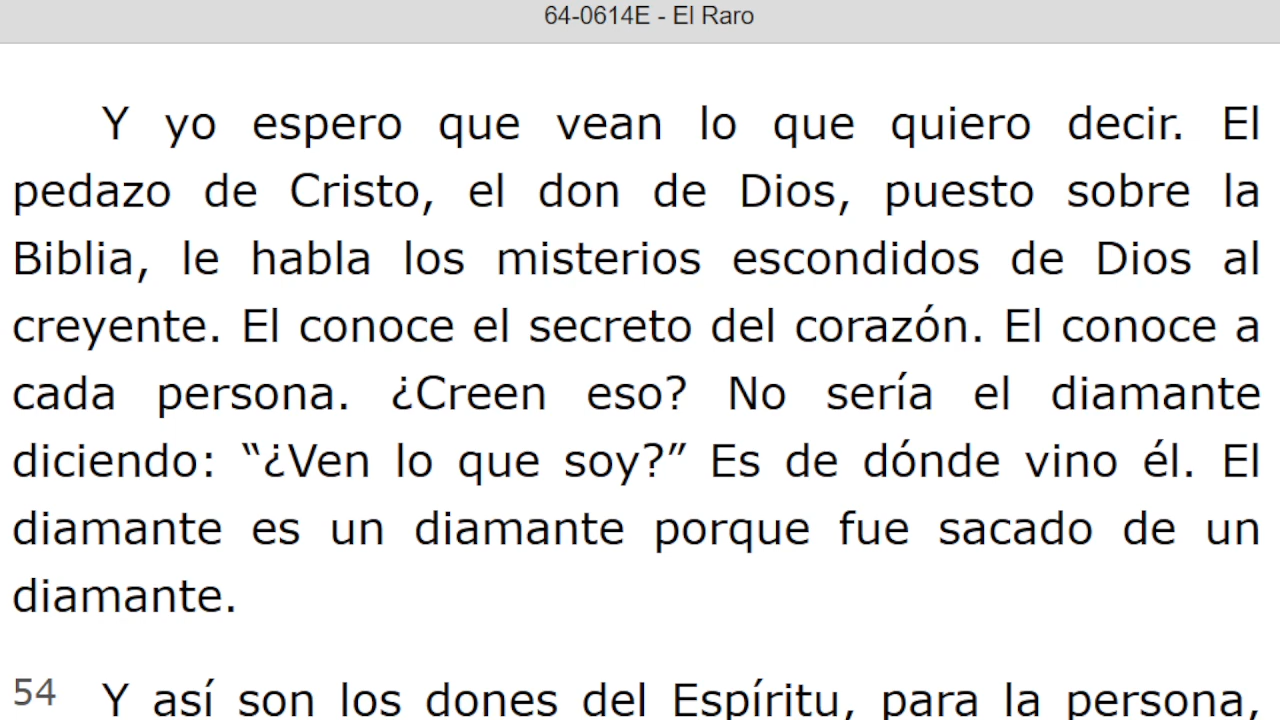 64-0614E - El Raro
Y yo espero que vean lo que quiero decir. El
pedazo de Cristo, el don de Dios, puesto sobre la
Biblia, le habla los misterios escondidos de Dios al
creyente. El conoce el secreto del corazón. El conoce a
cada persona. ¿Creen eso? No sería el diamante
diciendo: “¿Ven lo que soy?” Es de dónde vino él. El
diamante es un diamante porque fue sacado de un
diamante.
54 Y así son los dones del Espíritu, para la persona,